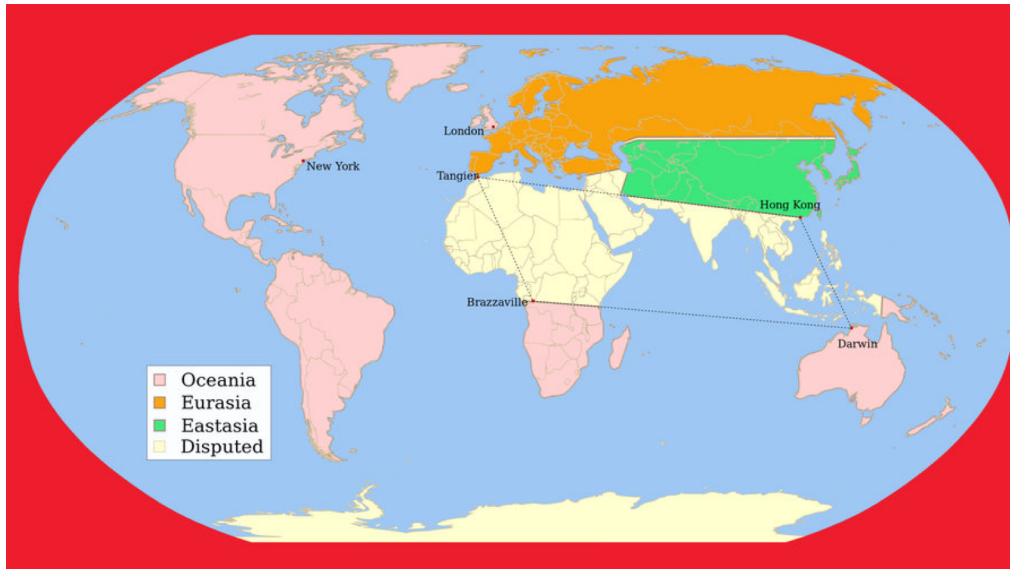 London
New York
Tangier
Hong Kong
Brazzaville
Darwin
Oceania
Eurasia
Eastasia
Disputed